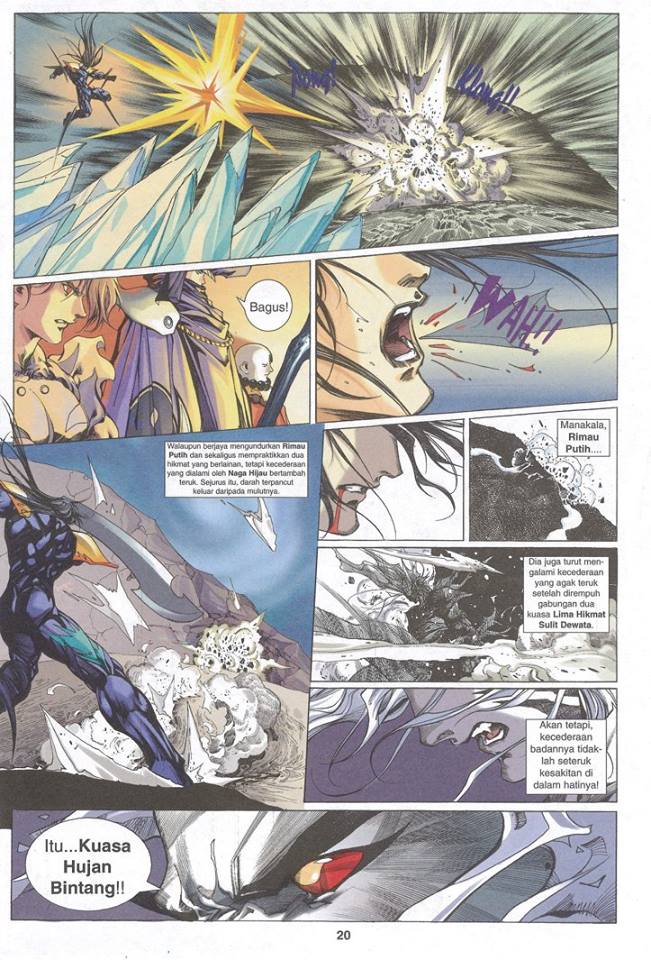 Dong!
Klang!!
Bagus!
WAH!!
Walaupun berjaya mengundurkan Rimau
Putih dan sekaligus mempraktikkan dua
hikmat yang berlainan, tetapi kecederaan
yang dialami oleh Naga Hijau bertambah
teruk. Sejurus itu, darah terpancut
keluar daripada mulutnya.
Manakala,
Rimau
Putih....
Dia juga turut men-
galami kecederaan
yang agak teruk
setelah dirempuh
gabungan dua
kuasa Lima Hikmat
Sulit Dewata.
Akan tetapi,
kecederaan
badannya tidak-
lah seteruk
kesakitan di
dalam hatinya!
Itu...Kuasa
Hujan
Bintang!!
20